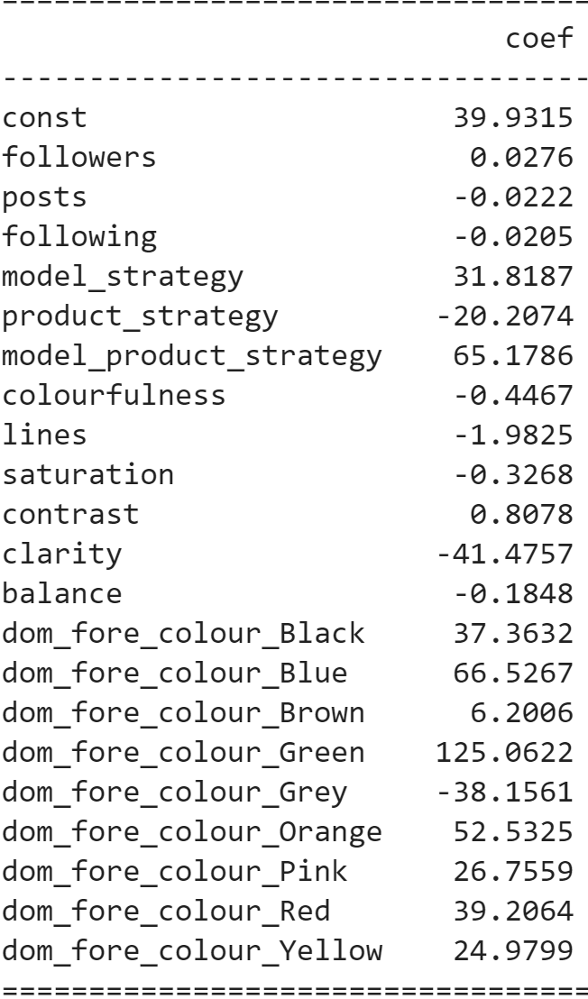 ==================================
coef
----------------------------------
const 39.9315
followers 0.0276
posts -0.0222
following -0.0205
model_strategy 31.8187
product_strategy -20.2074
model_product_strategy 65.1786
colourfulness -0.4467
lines -1.9825
saturation -0.3268
contrast 0.8078
clarity -41.4757
balance -0.1848
dom_fore_colour_Black 37.3632
dom_fore_colour_Blue 66.5267
dom_fore_colour_Brown 6.2006
dom_fore_colour_Green 125.0622
dom_fore_colour_Grey -38.1561
dom_fore_colour_Orange 52.5325
dom_fore_colour_Pink 26.7559
dom_fore_colour_Red 39.2064
dom_fore_colour_Yellow 24.9799
==================================